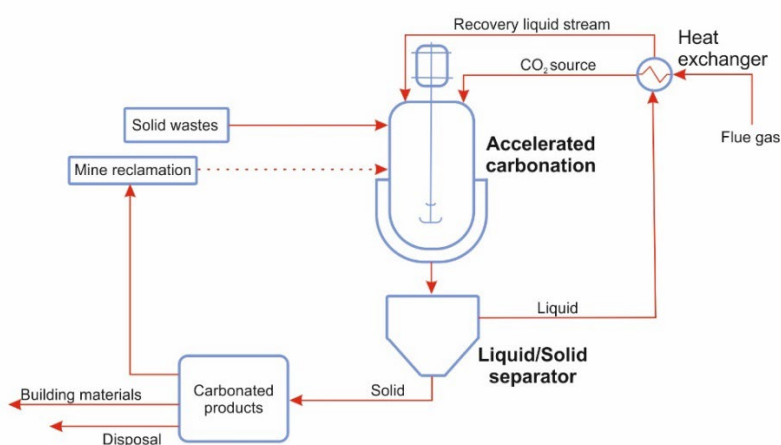 Recovery liquid stream
Heat
exchanger
CO₂ source
Solid wastes
Flue gas
Accelerated
carbonation
Mine reclamation
Liquid
Liquid/Solid
separator
Carbonated
products
Solid
Building materials
Disposal